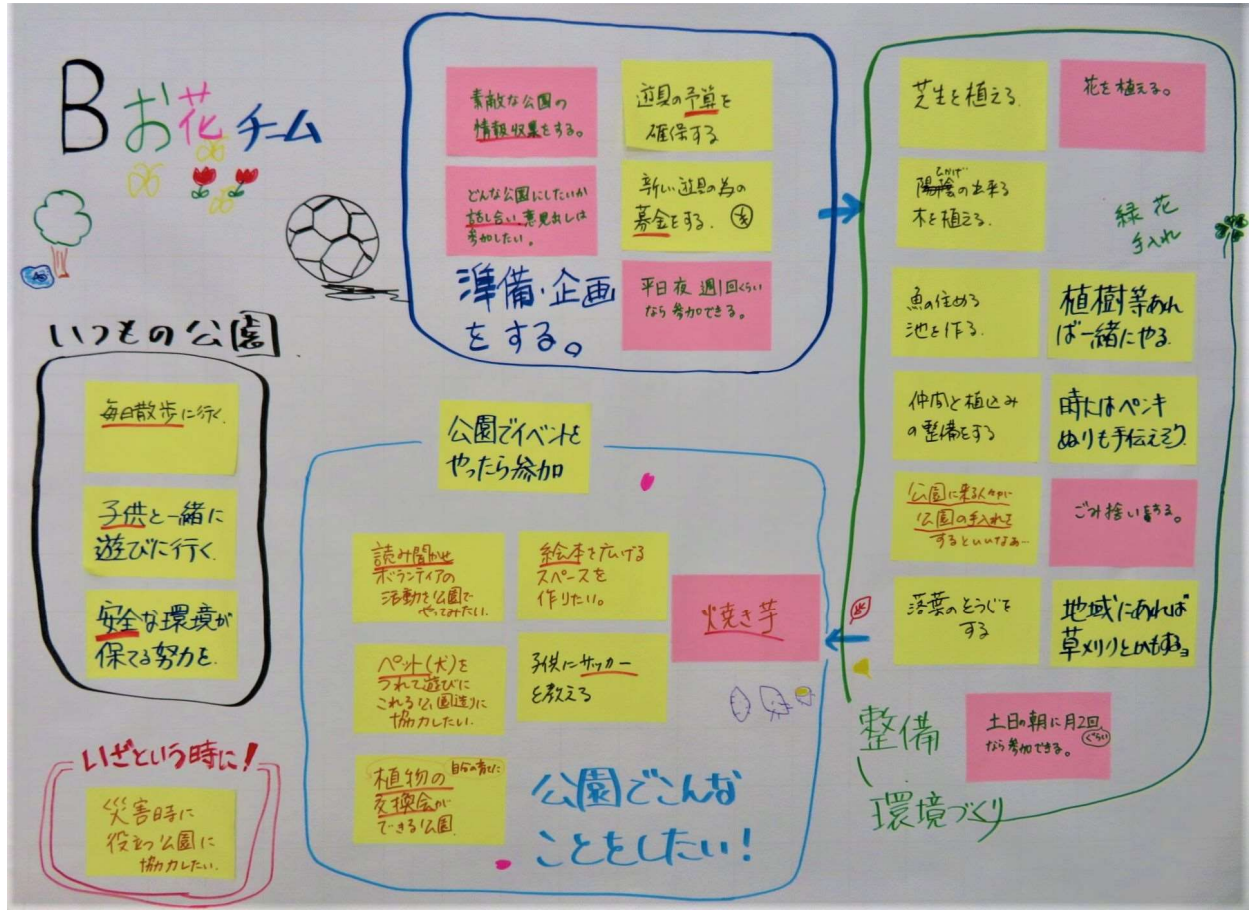 Bお花チーム
素敵な公園の
情報収集をする。
遊具の予算を
確保する
どんな公園にしたいか
話し合い、意見出しは
参加したい。
新しい遊具の為の
募金をする.
準備・企画
をする。
平日夜 週1回くらい
なら参加できる。
芝生を植える.
花を植える。
ひかげ
陽陰の出来る
木を植える.
緑花
手入れ
魚の住める
池を作る.
植樹等あれ
ば一緒にやる.
仲間と植込み
の整備をする
時にはペンキ
ぬりも手伝えそう.
公園に来る人々が
公園の手入れを
するといいなぁー
ごみ捨いをする。
落葉のそうじを
する
地域にあれば
草メリリとかもするョ
整備
環境づくり
土日の朝に月2回
ぐらい
なら参加できる。
いつもの公園
毎日散歩に行く.
子供と一緒に
遊びに行く.
安全な環境が
保てる努力を.
いざという時に!
災害時に
役立つ公園に
協力したい.
公園でイベントを
やったら参加
読み聞かせ
ボランティアの
活動を公園で
やってみたい.
絵本を広げる
スペースを
作りたい。
焼き芋
ペット(犬)を
つれて遊びに
これる公園造りに
協力したい.
子供にサッカー
を教える
自分の育てた
植物の
交換会が
できる公園.
公園でこんな
ことをしたい!